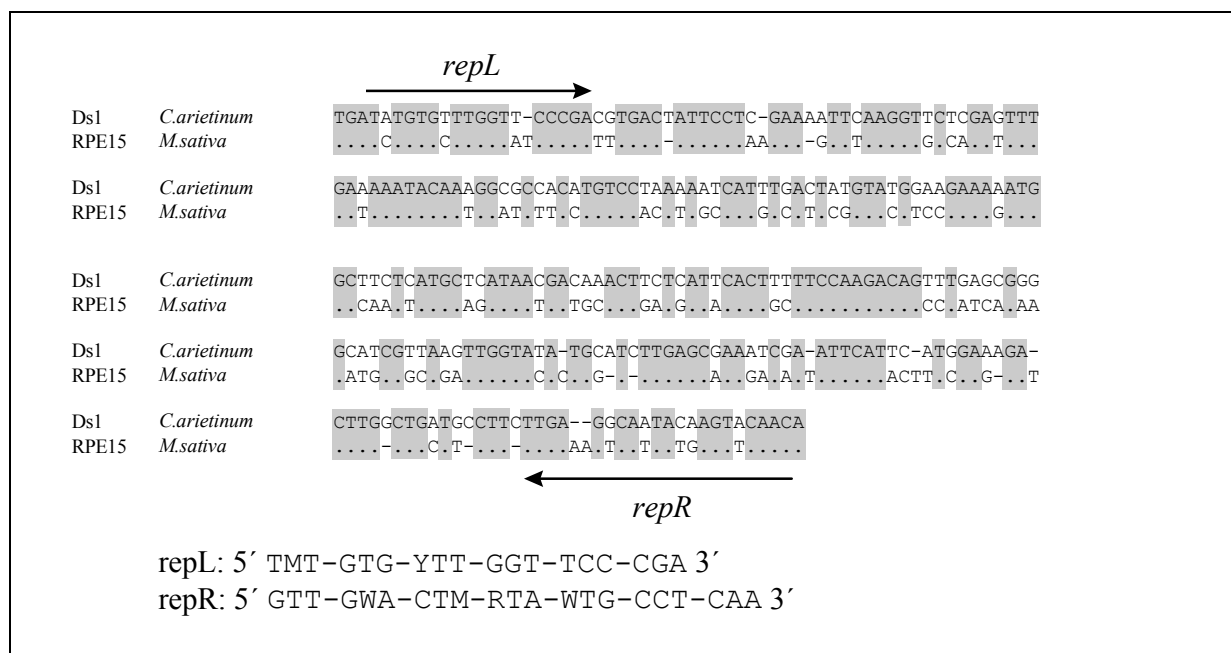 repL
Ds1 C.arietinum TGATATGTGTTTGGTT-CCCGACGTGACTATTCCTC-GAAAATTCAAGGTTCTCGAGTTT
RPE15 M.sativa ....C....C.....AT.....TT....-......AA...-G..T.....G.CA..T...
Ds1 C.arietinum GAAAAATACAAAGGCGCCACATGTCCTAAAAATCATTTGACTATGTATGGAAGAAAAATG
RPE15 M.sativa ..T........T..AT.TT.C.....AC.T.GC...G.C.T.CG...C.TCC....G...
Ds1 C.arietinum GCTTCTCATGCTCATAACGACAAACTTCTCATTCACTTTTTCCAAGACAGTTTGAGCGGG
RPE15 M.sativa ..CAA.T....AG....T..TGC...GA.G..A....GC...........CC.ATCA.AA
Ds1 C.arietinum GCATCGTTAAGTTGGTATA-TGCATCTTGAGCGAAATCGA-ATTCATTC-ATGGAAAGA-
RPE15 M.sativa .ATG..GC.GA......C.C..G-.-......A..GA.A.T......ACTT.C..G-..T
Ds1 C.arietinum CTTGGCTGATGCCTTCTTGA--GGCAATACAAGTACAACA
RPE15 M.sativa ....-...C.T-...-....AA.T..T..TG...T.....
repR
repL: 5´ TMT-GTG-YTT-GGT-TCC-CGA 3´
repR: 5´ GTT-GWA-CTM-RTA-WTG-CCT-CAA 3´